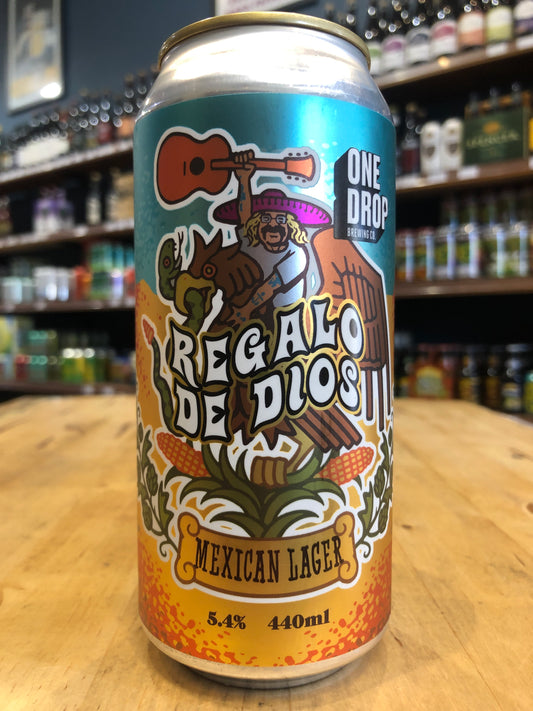 ONE
DROP
BREWING CO.
REGALO
DE DIOS
MEXICAN LAGER
5.4% 440ml